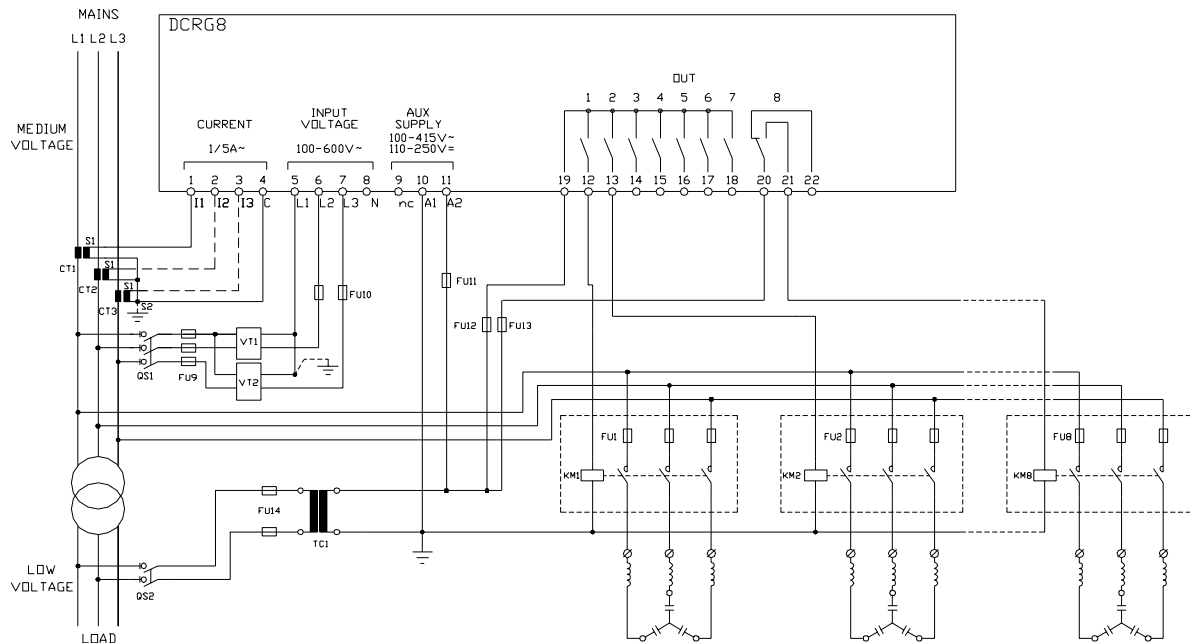 MAINS
L1 L2 L3
DCRG8
OUT
1 2 3 4 5 6 7 8
MEDIUM
VOLTAGE
CURRENT
1/5A~
INPUT
VOLTAGE
100-600V~
AUX
SUPPLY
100-415V~
110-250V=
1 2 3 4 5 6 7 8 9 10 11 19 12 13 14 15 16 17 18 20 21 22
I1 I2 I3 C L1 L2 L3 N nc A1 A2
S1
CT1
S1
CT2
S1
CT3
S2
FU10
FU11
FU12
FU13
QS1
FU9
VT1
VT2
FU1
FU2
FU8
KM1
KM2
KM8
FU14
TC1
LOW
VOLTAGE
QS2
LOAD